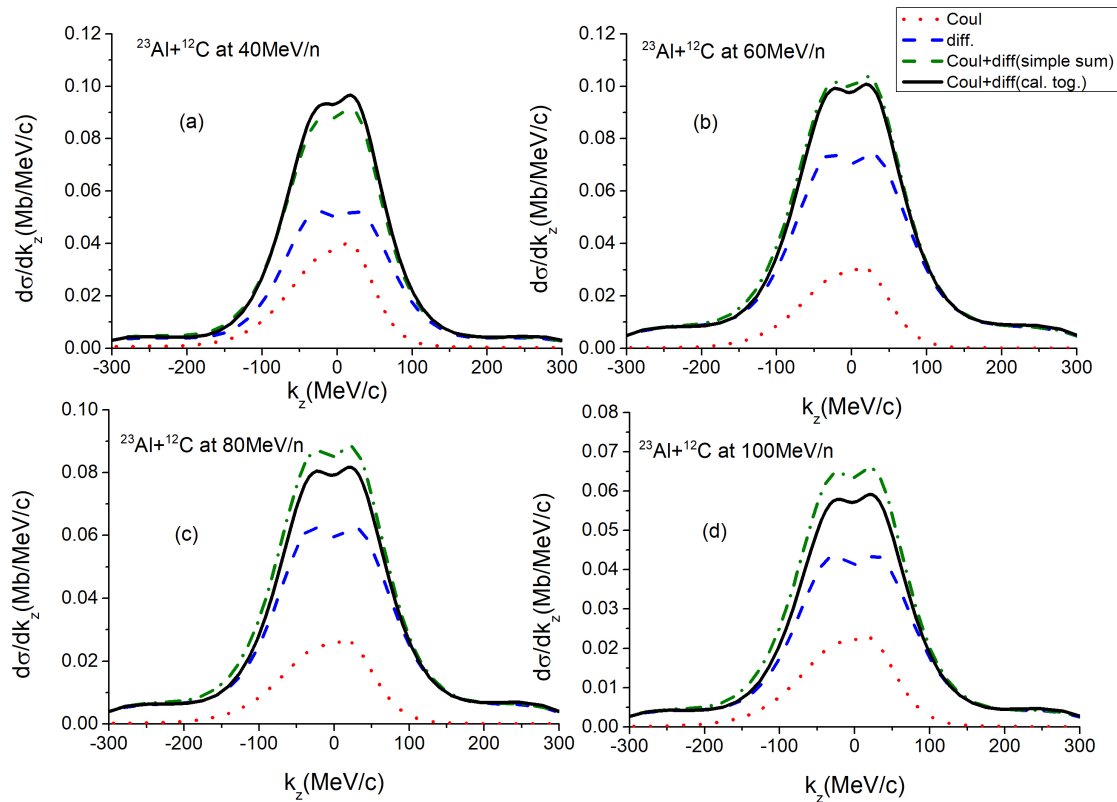 Coul
diff.
Coul+diff(simple sum)
Coul+diff(cal. tog.)
²³Al+¹²C at 40MeV/n
(a)
dσ/dk_z(Mb/MeV/c)
0.12
0.10
0.08
0.06
0.04
0.02
0.00
-300 -200 -100 0 100 200 300
k_z(MeV/c)
²³Al+¹²C at 60MeV/n
(b)
dσ/dk_z(Mb/MeV/c)
0.12
0.10
0.08
0.06
0.04
0.02
0.00
-300 -200 -100 0 100 200 300
k_z(MeV/c)
²³Al+¹²C at 80MeV/n
(c)
dσ/dk_z(Mb/MeV/c)
0.10
0.08
0.06
0.04
0.02
0.00
-300 -200 -100 0 100 200 300
k_z(MeV/c)
²³Al+¹²C at 100MeV/n
(d)
dσ/dk_z(Mb/MeV/c)
0.08
0.07
0.06
0.05
0.04
0.03
0.02
0.01
0.00
-300 -200 -100 0 100 200 300
k_z(MeV/c)